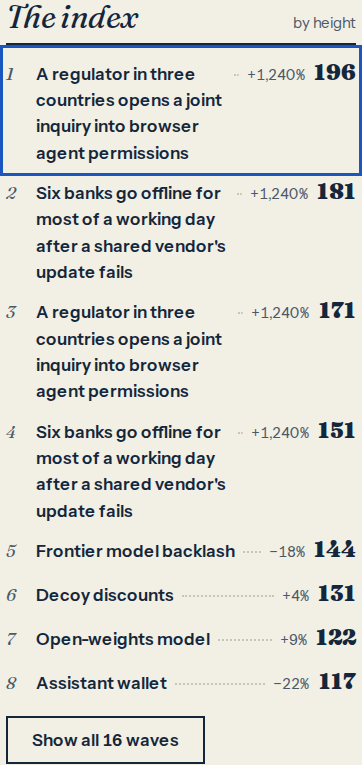 The index
by height
1 A regulator in three +1,240% 196
countries opens a joint
inquiry into browser
agent permissions
2 Six banks go offline for +1,240% 181
most of a working day
after a shared vendor's
update fails
3 A regulator in three +1,240% 171
countries opens a joint
inquiry into browser
agent permissions
4 Six banks go offline for +1,240% 151
most of a working day
after a shared vendor's
update fails
5 Frontier model backlash −18% 144
6 Decoy discounts +4% 131
7 Open-weights model +9% 122
8 Assistant wallet −22% 117
Show all 16 waves